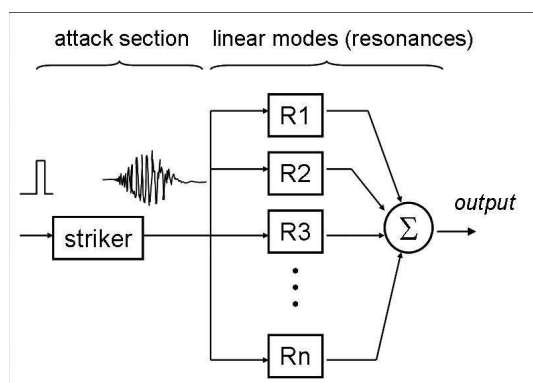 attack section
linear modes (resonances)
R1
R2
output
striker
R3
Σ
Rn